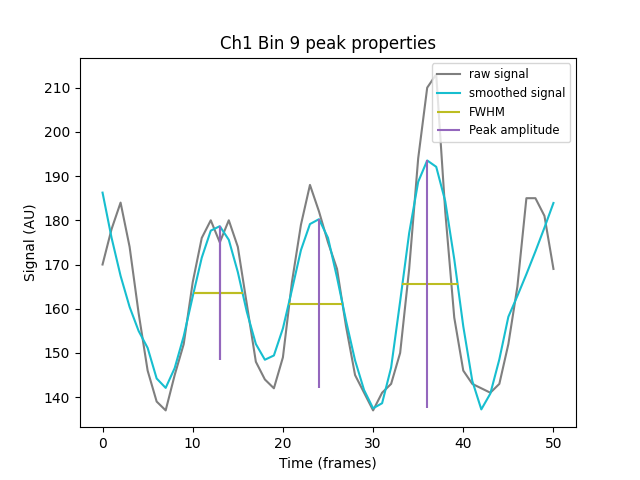 Ch1 Bin 9 peak properties
raw signal
smoothed signal
FWHM
Peak amplitude
210
200
190
180
170
160
150
140
Signal (AU)
0 10 20 30 40 50
Time (frames)